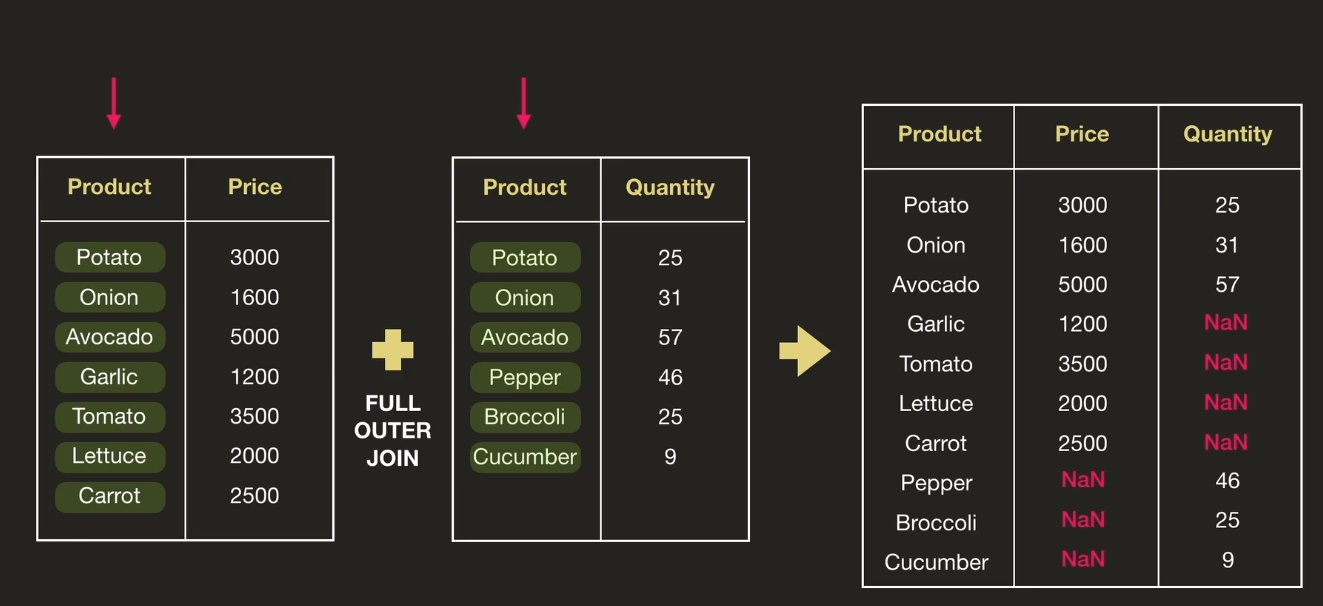 Product Price
Potato 3000
Onion 1600
Avocado 5000
Garlic 1200
Tomato 3500
Lettuce 2000
Carrot 2500
FULL
OUTER
JOIN
Product Quantity
Potato 25
Onion 31
Avocado 57
Pepper 46
Broccoli 25
Cucumber 9
Product Price Quantity
Potato 3000 25
Onion 1600 31
Avocado 5000 57
Garlic 1200 NaN
Tomato 3500 NaN
Lettuce 2000 NaN
Carrot 2500 NaN
Pepper NaN 46
Broccoli NaN 25
Cucumber NaN 9